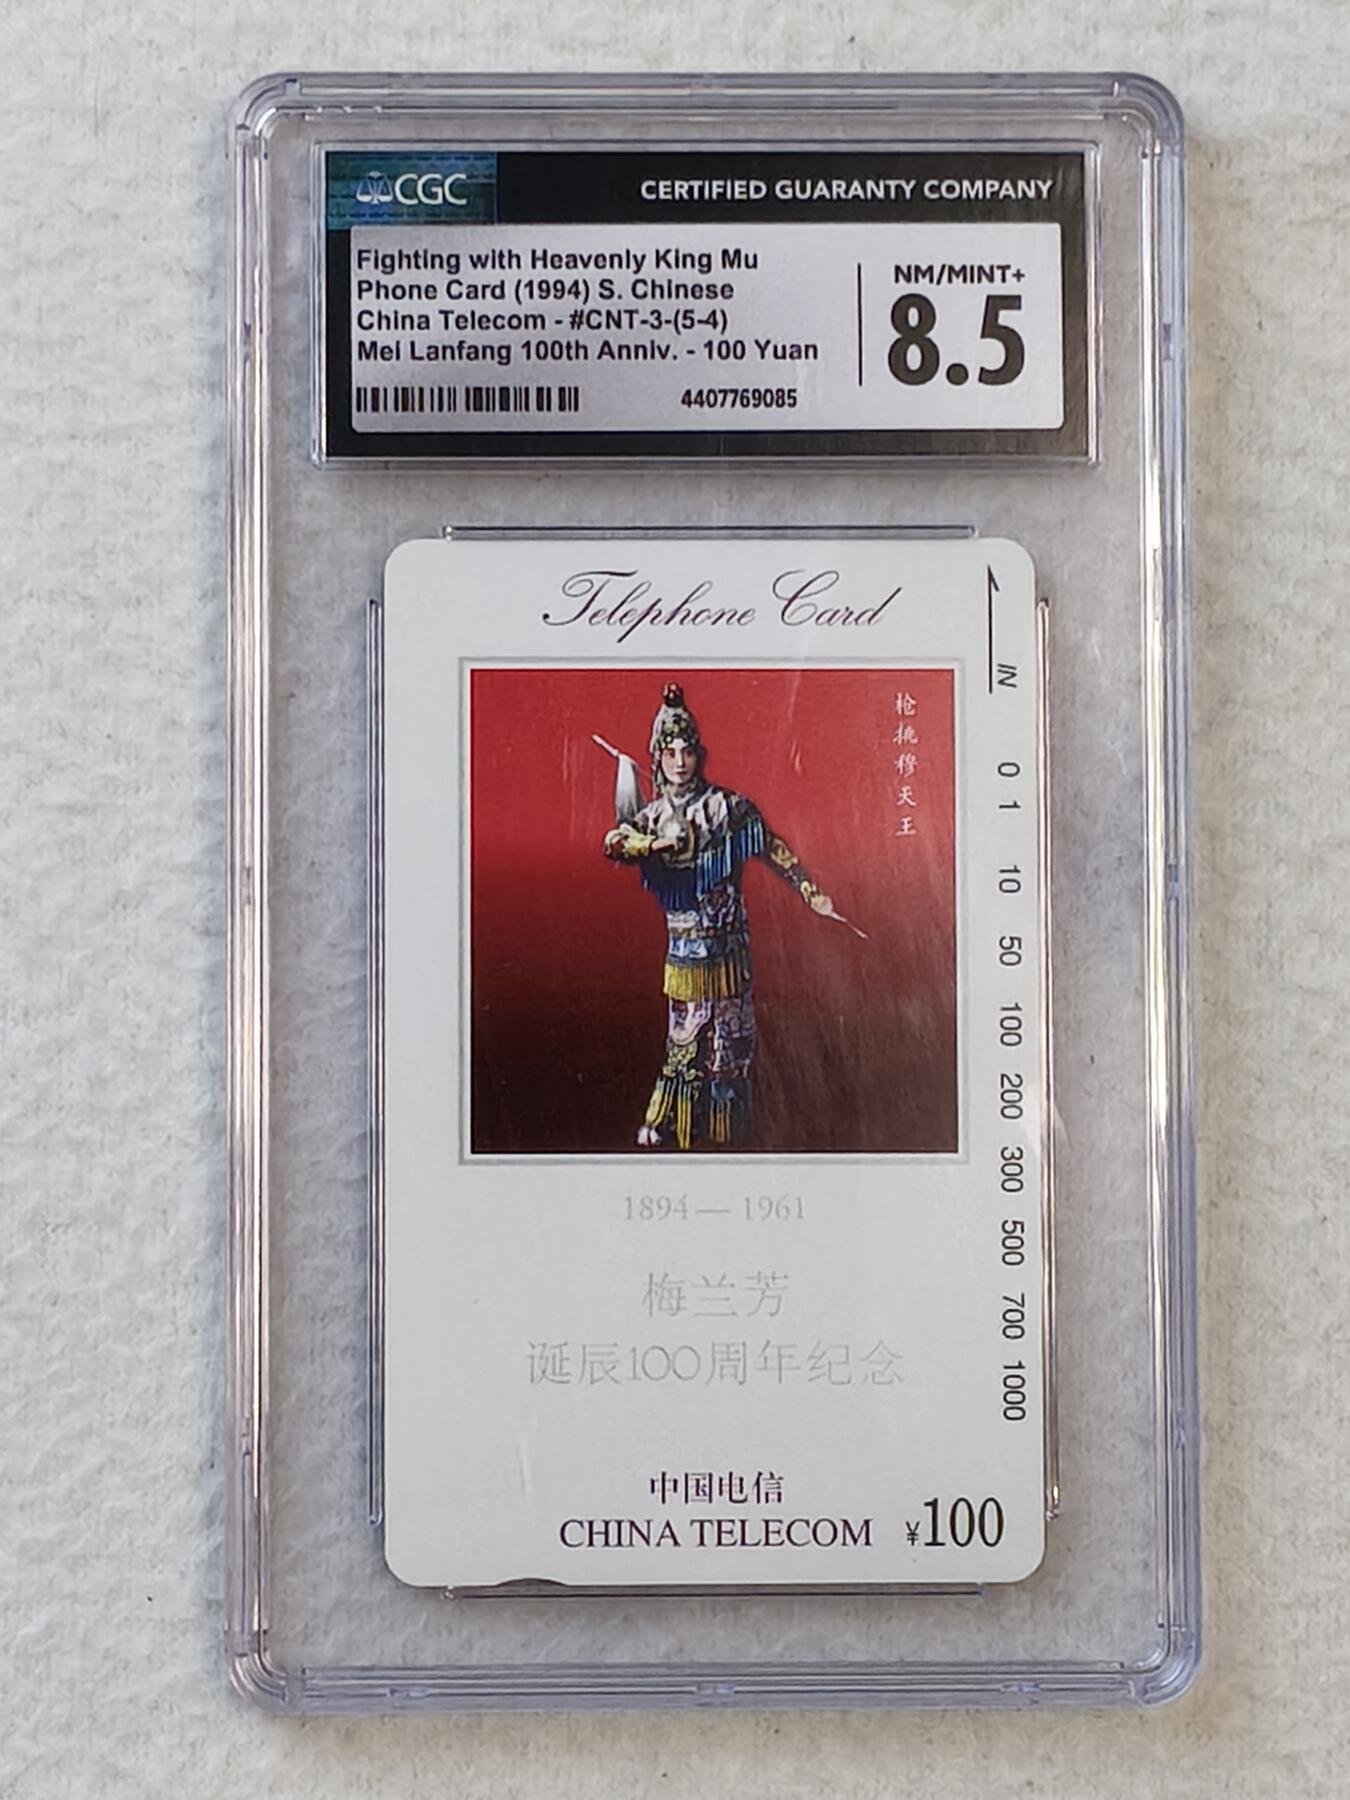 CGC
CERTIFIED GUARANTY COMPANY
Fighting with Heavenly King Mu
Phone Card (1994) S. Chinese
China Telecom - #CNT-3-(5-4)
Mei Lanfang 100th Anniv. - 100 Yuan
4407769085
NM/MINT+
8.5
Telephone Card
枪挑穆天王
IN 0 1 10 50 100 200 300 500 700 1000
1894—1961
梅兰芳
诞辰100周年纪念
中国电信
CHINA TELECOM
¥100